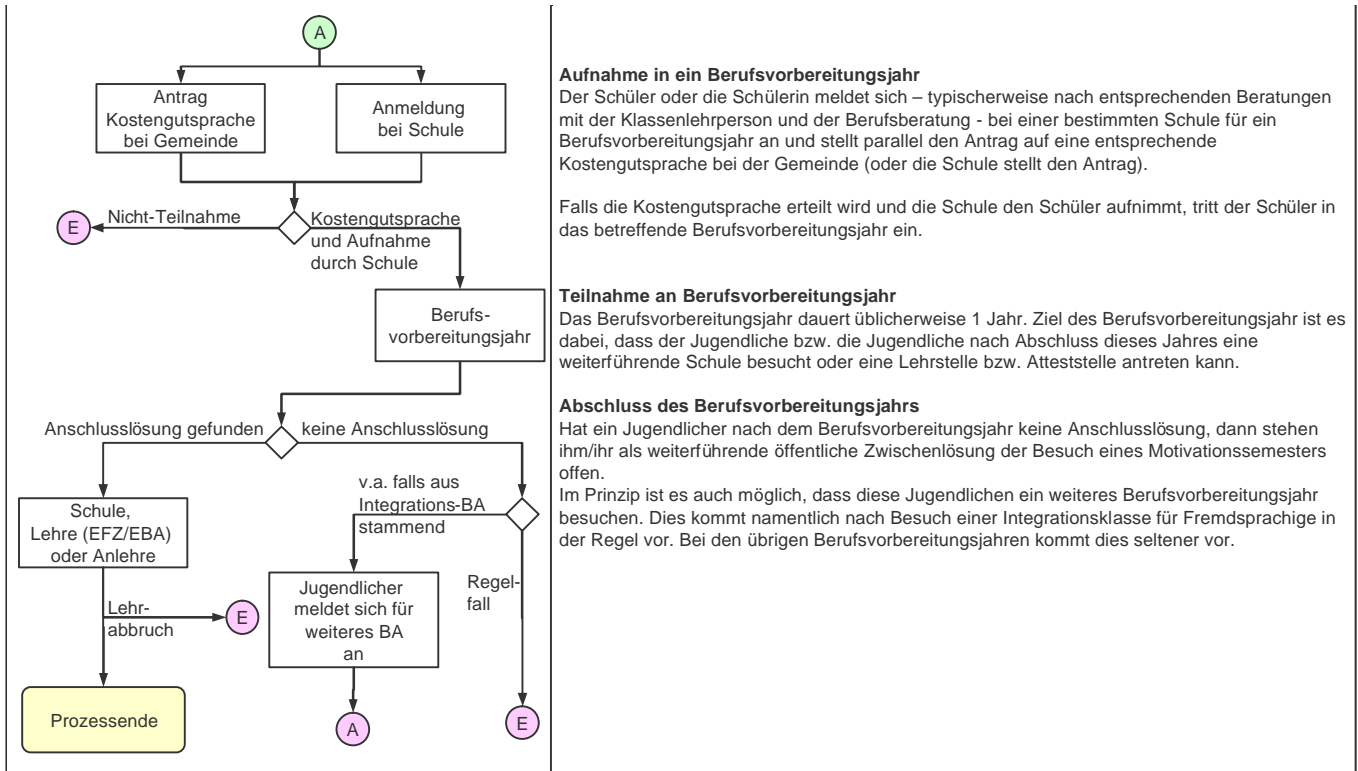 A
Antrag
Kostengutsprache
bei Gemeinde
Anmeldung
bei Schule
Nicht-Teilnahme
E
Kostengutsprache
und Aufnahme
durch Schule
Berufs-
vorbereitungsjahr
Anschlusslösung gefunden
keine Anschlusslösung
v.a. falls aus
Integrations-BA
stammend
Schule,
Lehre (EFZ/EBA)
oder Anlehre
Jugendlicher
meldet sich für
weiteres BA
an
Regel-
fall
Lehr-
abbruch
E
Prozessende
A
E
Aufnahme in ein Berufsvorbereitungsjahr
Der Schüler oder die Schülerin meldet sich – typischerweise nach entsprechenden Beratungen
mit der Klassenlehrperson und der Berufsberatung - bei einer bestimmten Schule für ein
Berufsvorbereitungsjahr an und stellt parallel den Antrag auf eine entsprechende
Kostengutsprache bei der Gemeinde (oder die Schule stellt den Antrag).
Falls die Kostengutsprache erteilt wird und die Schule den Schüler aufnimmt, tritt der Schüler in
das betreffende Berufsvorbereitungsjahr ein.
Teilnahme an Berufsvorbereitungsjahr
Das Berufsvorbereitungsjahr dauert üblicherweise 1 Jahr. Ziel des Berufsvorbereitungsjahr ist es
dabei, dass der Jugendliche bzw. die Jugendliche nach Abschluss dieses Jahres eine
weiterführende Schule besucht oder eine Lehrstelle bzw. Atteststelle antreten kann.
Abschluss des Berufsvorbereitungsjahrs
Hat ein Jugendlicher nach dem Berufsvorbereitungsjahr keine Anschlusslösung, dann stehen
ihm/ihr als weiterführende öffentliche Zwischenlösung der Besuch eines Motivationssemesters
offen.
Im Prinzip ist es auch möglich, dass diese Jugendlichen ein weiteres Berufsvorbereitungsjahr
besuchen. Dies kommt namentlich nach Besuch einer Integrationsklasse für Fremdsprachige in
der Regel vor. Bei den übrigen Berufsvorbereitungsjahren kommt dies seltener vor.